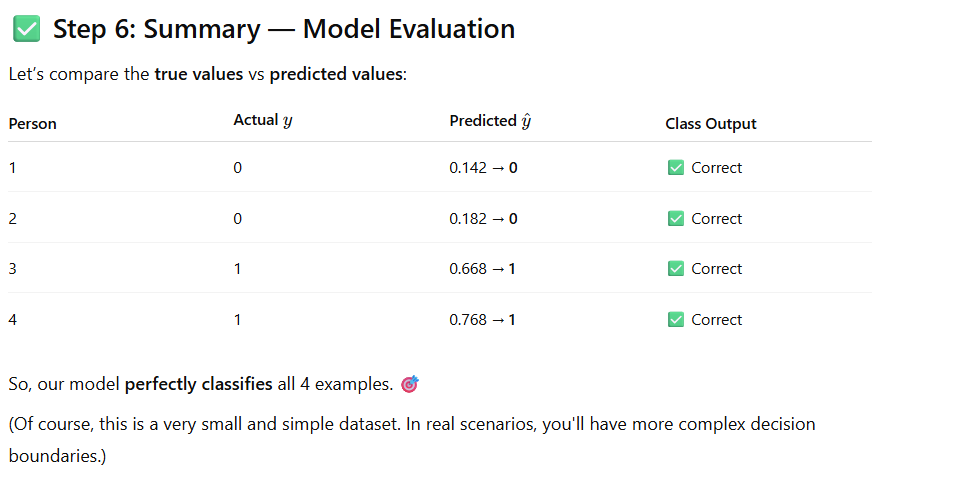 ✅ Step 6: Summary — Model Evaluation
Let's compare the true values vs predicted values:
Person Actual y Predicted ŷ Class Output
1 0 0.142 → 0 ✅ Correct
2 0 0.182 → 0 ✅ Correct
3 1 0.668 → 1 ✅ Correct
4 1 0.768 → 1 ✅ Correct
So, our model perfectly classifies all 4 examples. 🎯
(Of course, this is a very small and simple dataset. In real scenarios, you'll have more complex decision
boundaries.)